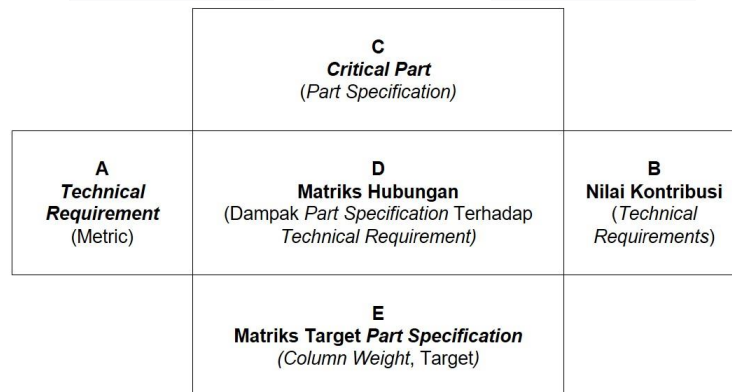 C
Critical Part
(Part Specification)
A
Technical
Requirement
(Metric)
D
Matriks Hubungan
(Dampak Part Specification Terhadap
Technical Requirement)
B
Nilai Kontribusi
(Technical
Requirements)
E
Matriks Target Part Specification
(Column Weight, Target)